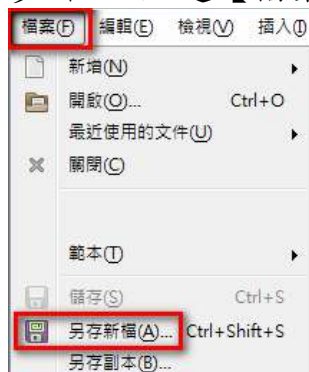 檔案(F) 編輯(E) 檢視(V) 插入(I)
新增(N)
開啟(O)... Ctrl+O
最近使用的文件(U)
關閉(C)
範本(T)
儲存(S) Ctrl+S
另存新檔(A)... Ctrl+Shift+S
另存副本(B)...